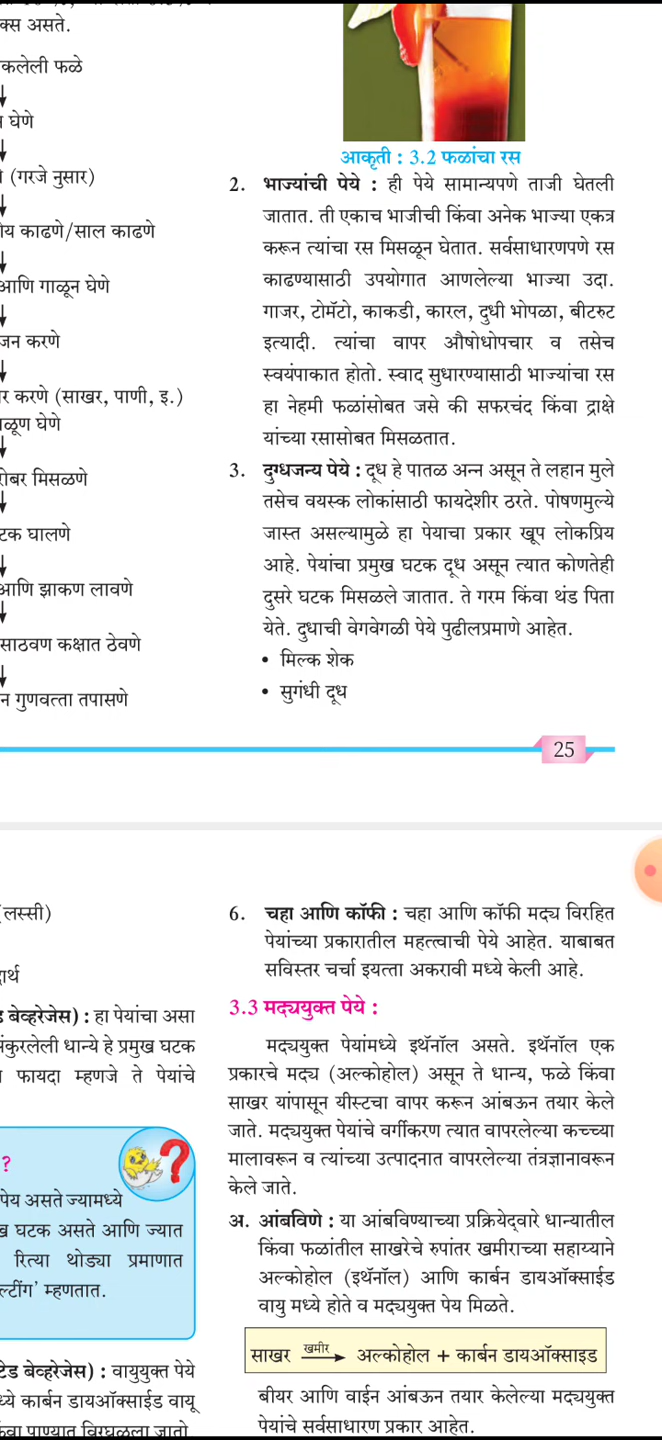 क्स असते.
कलेली फळे
घेणे
(गरजे नुसार)
काढणे/साल काढणे
आणि गाळून घेणे
जन करणे
र करणे (साखर, पाणी, इ.)
ळूण घेणे
रोबर मिसळणे
टक घालणे
आणि झाकण लावणे
साठवण कक्षात ठेवणे
न गुणवत्ता तपासणे
आकृती : 3.2 फळांचा रस
2. भाज्यांची पेये : ही पेये सामान्यपणे ताजी घेतली
जातात. ती एकाच भाजीची किंवा अनेक भाज्या एकत्र
करून त्यांचा रस मिसळून घेतात. सर्वसाधारणपणे रस
काढण्यासाठी उपयोगात आणलेल्या भाज्या उदा.
गाजर, टोमॅटो, काकडी, कारल, दुधी भोपळा, बीटरुट
इत्यादी. त्यांचा वापर औषोधोपचार व तसेच
स्वयंपाकात होतो. स्वाद सुधारण्यासाठी भाज्यांचा रस
हा नेहमी फळांसोबत जसे की सफरचंद किंवा द्राक्षे
यांच्या रसासोबत मिसळतात.
3. दुग्धजन्य पेये : दूध हे पातळ अन्न असून ते लहान मुले
तसेच वयस्क लोकांसाठी फायदेशीर ठरते. पोषणमुल्ये
जास्त असल्यामुळे हा पेयाचा प्रकार खूप लोकप्रिय
आहे. पेयांचा प्रमुख घटक दूध असून त्यात कोणतेही
दुसरे घटक मिसळले जातात. ते गरम किंवा थंड पिता
येते. दुधाची वेगवेगळी पेये पुढीलप्रमाणे आहेत.
• मिल्क शेक
• सुगंधी दूध
25
(लस्सी)
ार्थ
बेव्हरेजेस) : हा पेयांचा असा
ंकुरलेली धान्ये हे प्रमुख घटक
फायदा म्हणजे ते पेयांचे
?
पेय असते ज्यामध्ये
ख घटक असते आणि ज्यात
रित्या थोड्या प्रमाणात
ल्टींग' म्हणतात.
टेड बेव्हरेजेस) : वायुयुक्त पेये
ध्ये कार्बन डायऑक्साईड वायू
ंवा पाण्यात विरघळला जातो
6. चहा आणि कॉफी : चहा आणि कॉफी मद्य विरहित
पेयांच्या प्रकारातील महत्त्वाची पेये आहेत. याबाबत
सविस्तर चर्चा इयत्ता अकरावी मध्ये केली आहे.
3.3 मद्ययुक्त पेये :
मद्ययुक्त पेयांमध्ये इथॅनॉल असते. इथॅनॉल एक
प्रकारचे मद्य (अल्कोहोल) असून ते धान्य, फळे किंवा
साखर यांपासून यीस्टचा वापर करून आंबऊन तयार केले
जाते. मद्ययुक्त पेयांचे वर्गीकरण त्यात वापरलेल्या कच्च्या
मालावरून व त्यांच्या उत्पादनात वापरलेल्या तंत्रज्ञानावरून
केले जाते.
अ. आंबविणे : या आंबविण्याच्या प्रक्रियेद्वारे धान्यातील
किंवा फळांतील साखरेचे रुपांतर खमीराच्या सहाय्याने
अल्कोहोल (इथॅनॉल) आणि कार्बन डायऑक्साईड
वायु मध्ये होते व मद्ययुक्त पेय मिळते.
साखर खमीर → अल्कोहोल + कार्बन डायऑक्साइड
बीयर आणि वाईन आंबऊन तयार केलेल्या मद्ययुक्त
पेयांचे सर्वसाधारण प्रकार आहेत.